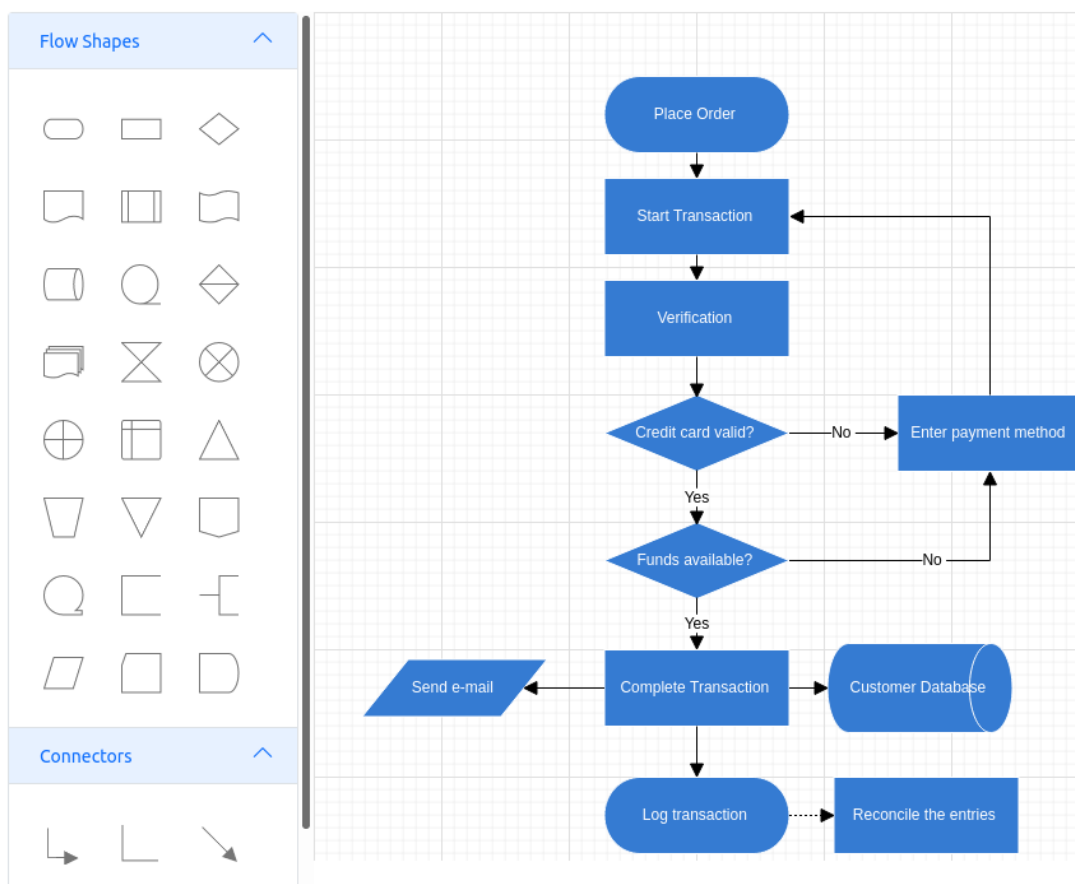 Flow Shapes
Connectors
Place Order
Start Transaction
Verification
Credit card valid?
No
Enter payment method
Yes
Funds available?
No
Yes
Send e-mail
Complete Transaction
Customer Database
Log transaction
Reconcile the entries